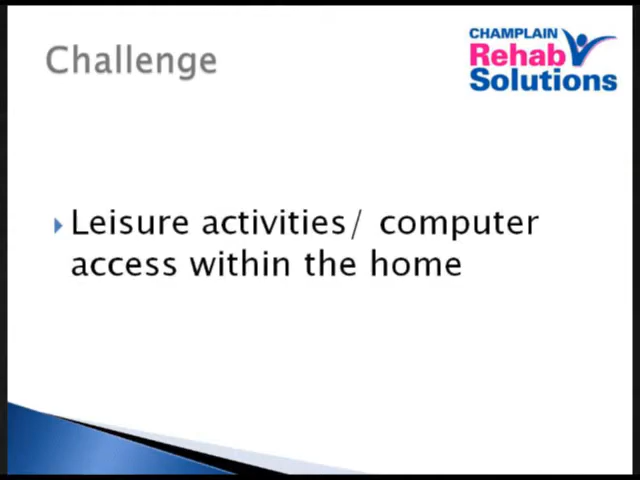 Challenge
CHAMPLAIN
Rehab
Solutions
Leisure activities/ computer
access within the home